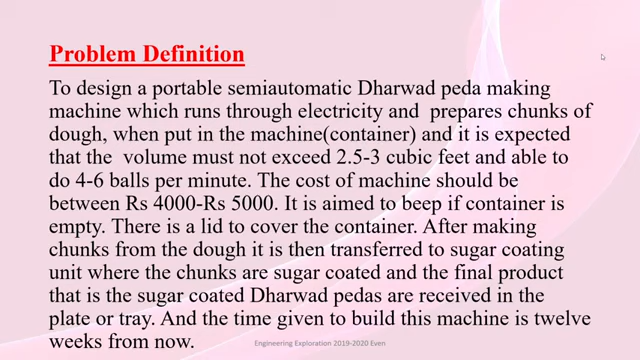 Problem Definition
To design a portable semiautomatic Dharwad peda making
machine which runs through electricity and  prepares chunks of
dough, when put in the machine(container) and it is expected
that the  volume must not exceed 2.5-3 cubic feet and able to
do 4-6 balls per minute. The cost of machine should be
between Rs 4000-Rs 5000. It is aimed to beep if container is
empty. There is a lid to cover the container. After making
chunks from the dough it is then transferred to sugar coating
unit where the chunks are sugar coated and the final product
that is the sugar coated Dharwad pedas are received in the
plate or tray. And the time given to build this machine is twelve
weeks from now.
Engineering Exploration 2019-2020 Even